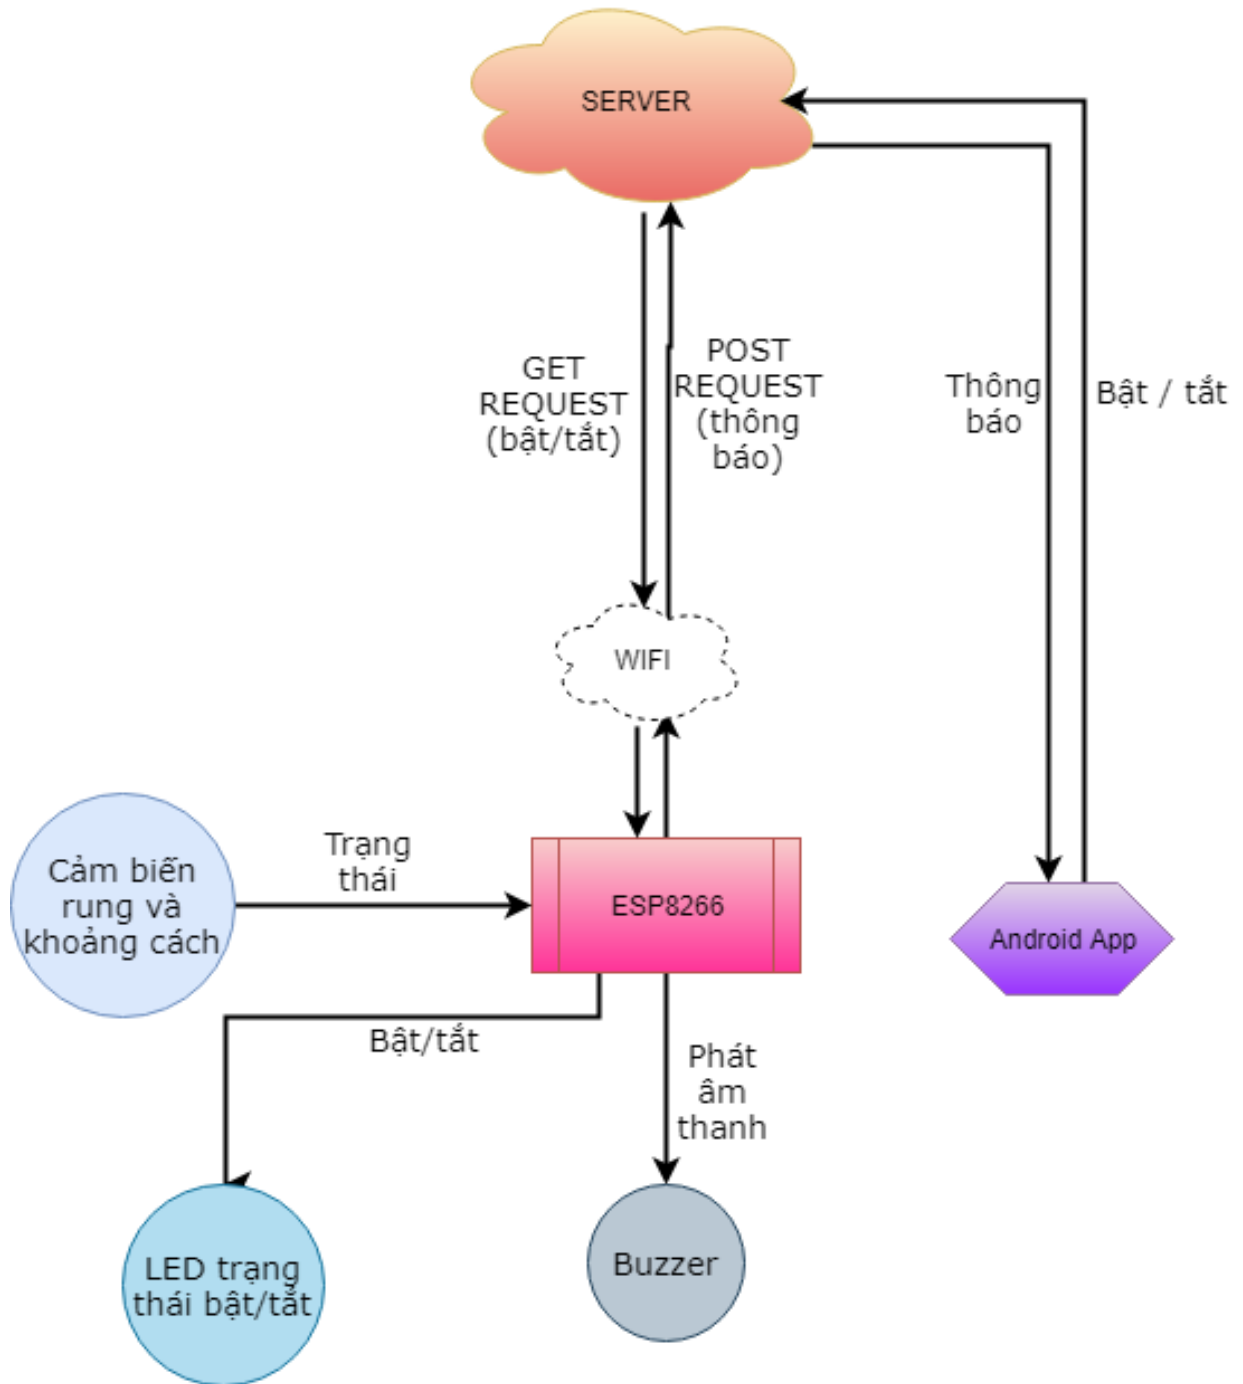 SERVER
GET
REQUEST
(bật/tắt)
POST
REQUEST
(thông
báo)
Thông
báo
Bật / tắt
WIFI
Cảm biến
rung và
khoảng cách
Trạng
thái
ESP8266
Android App
Bật/tắt
Phát
âm
thanh
LED trạng
thái bật/tắt
Buzzer